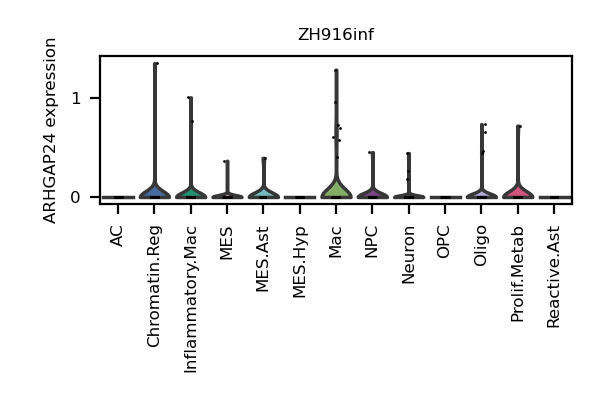 ZH916inf
ARHGAP24 expression
1
0
AC
Chromatin.Reg
Inflammatory.Mac
MES
MES.Ast
MES.Hyp
Mac
NPC
Neuron
OPC
Oligo
Prolif.Metab
Reactive.Ast